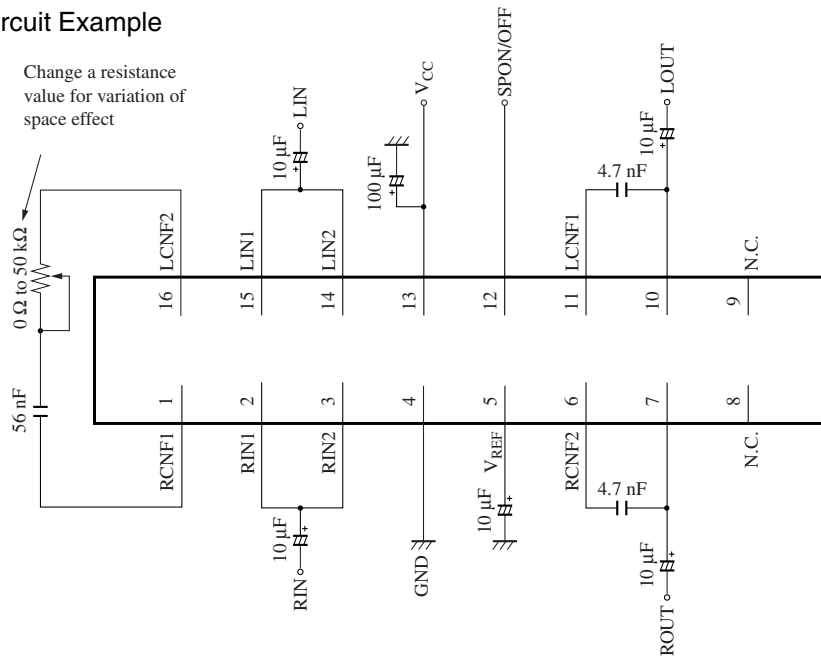 rcuit Example
Change a resistance
value for variation of
space effect
0 Ω to 50 kΩ
56 nF
LIN
10 µF
+
VCC
100 µF
+
SPON/OFF
LOUT
10 µF
+
4.7 nF
LCNF2
LIN1
LIN2
LCNF1
N.C.
16
15
14
13
12
11
10
9
1
2
3
4
5
6
7
8
RCNF1
RIN1
RIN2
VREF
RCNF2
N.C.
10 µF
+
RIN
GND
10 µF
+
4.7 nF
10 µF
+
ROUT